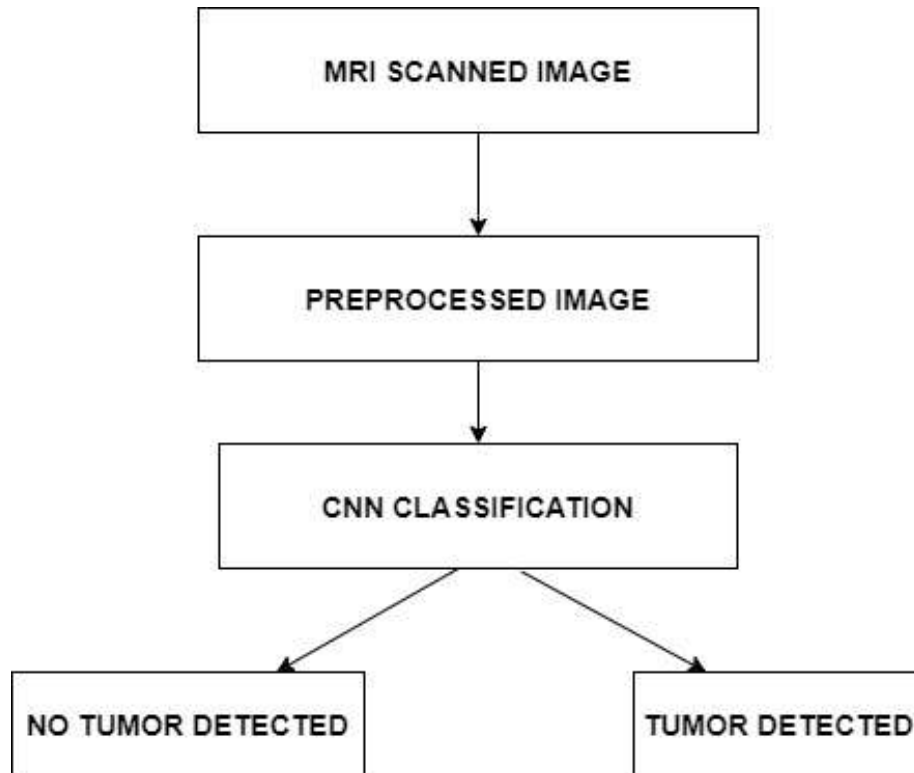 MRI SCANNED IMAGE
PREPROCESSED IMAGE
CNN CLASSIFICATION
NO TUMOR DETECTED
TUMOR DETECTED